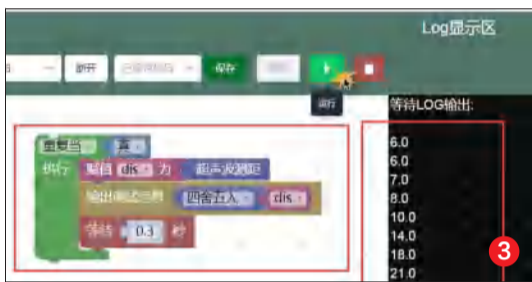 Log显示区
断开
保存
运行
等待LOG输出:
重复当 真
执行 赋值 dis 为 超声波测距
输出调试信息 四舍五入 dis
等待 0.3 秒
6.0
6.0
7.0
8.0
10.0
14.0
18.0
21.0
3